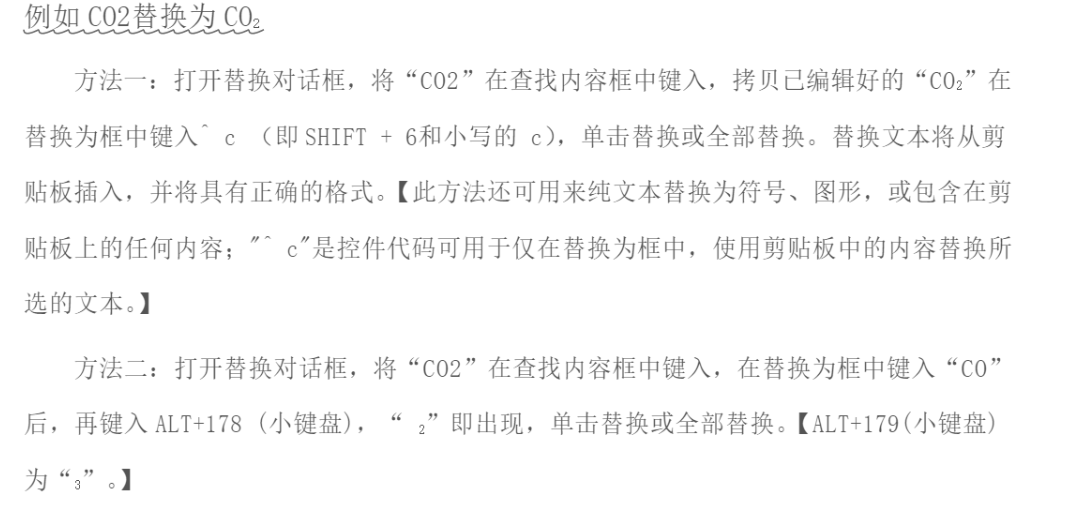 例如 CO2替换为 CO₂
方法一：打开替换对话框，将“CO2”在查找内容框中键入，拷贝已编辑好的“CO₂”在
替换为框中键入^ c （即 SHIFT + 6和小写的 c），单击替换或全部替换。替换文本将从剪
贴板插入，并将具有正确的格式。【此方法还可用来纯文本替换为符号、图形，或包含在剪
贴板上的任何内容；"^ c"是控件代码可用于仅在替换为框中，使用剪贴板中的内容替换所
选的文本。】
方法二：打开替换对话框，将“CO2”在查找内容框中键入，在替换为框中键入“CO”
后，再键入 ALT+178 (小键盘)，“ ₂”即出现，单击替换或全部替换。【ALT+179(小键盘)
为“₃”。】